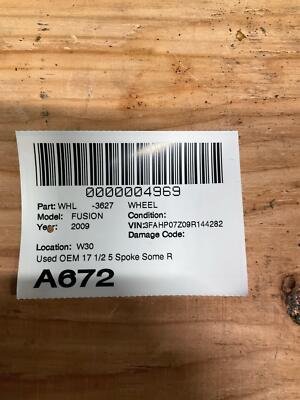 0000004969
Part: WHL -3627 WHEEL
Model: FUSION Condition:
Year: 2009 VIN:3FAHP07Z09R144282
Damage Code:
Location: W30
Used OEM 17 1/2 5 Spoke Some R
A672